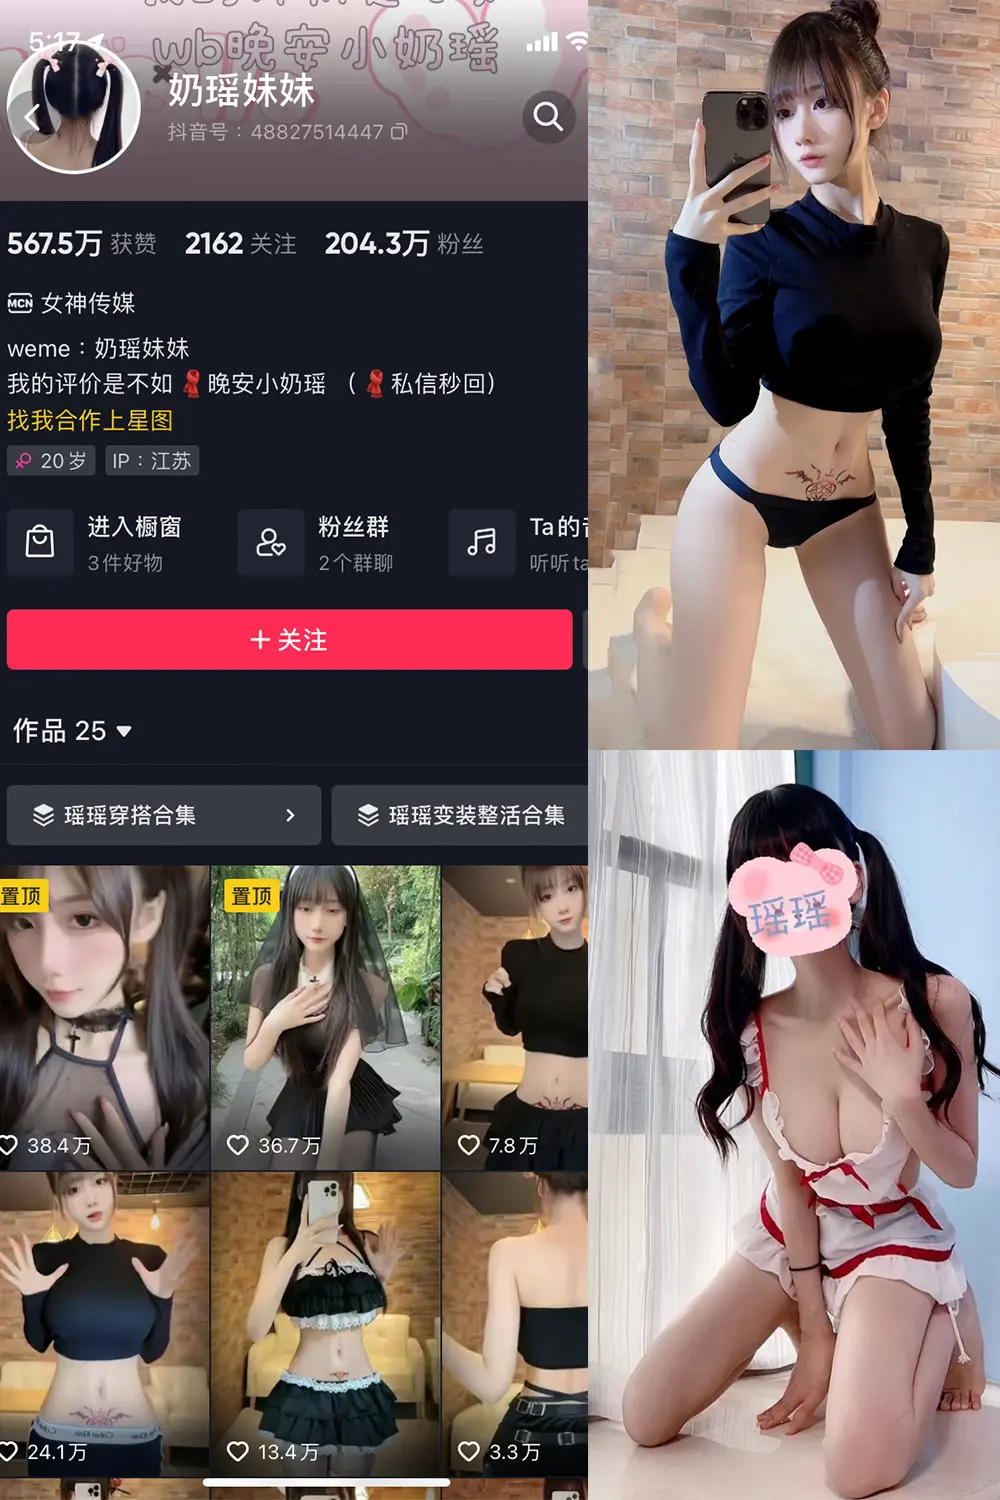 5:17
wb晚安小奶瑶
奶瑶妹妹
抖音号：48827514447
567.5万 获赞 2162 关注 204.3万 粉丝
MCN 女神传媒
weme：奶瑶妹妹
我的评价是不如 晚安小奶瑶 （ 私信秒回）
找我合作上星图
20岁 IP：江苏
进入橱窗 粉丝群 Ta的
3件好物 2个群聊 听听ta
＋关注
作品 25
瑶瑶穿搭合集 瑶瑶变装整活合集
置顶 置顶
38.4万 36.7万 7.8万
24.1万 13.4万 3.3万
瑶瑶